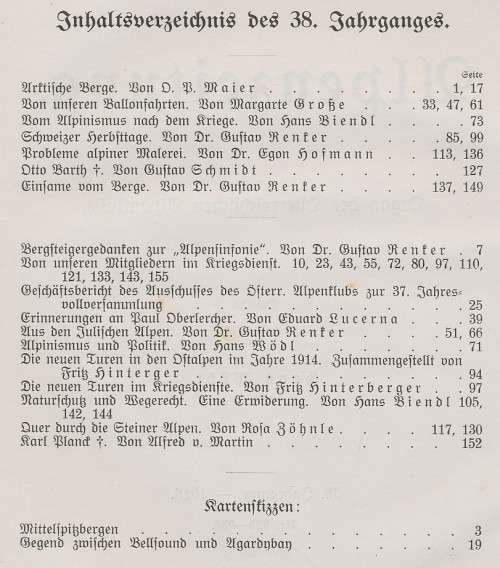 Inhaltsverzeichnis des 38. Jahrganges.
Seite
Arktische Berge. Von O. P. Maier . . . . . . . . 1, 17
Von unseren Ballonfahrten. Von Margarte Große . . . . 33, 47, 61
Vom Alpinismus nach dem Kriege. Von Hans Biendl . . . . 73
Schweizer Herbsttage. Von Dr. Gustav Renker . . . . . 85, 99
Probleme alpiner Malerei. Von Dr. Egon Hofmann . . . . 113, 136
Otto Barth †. Von Gustav Schmidt . . . . . . . . 127
Einsame vom Berge. Von Dr. Gustav Renker . . . . . 137, 149
Bergsteigergedanken zur „Alpensinfonie". Von Dr. Gustav Renker . 7
Von unseren Mitgliedern im Kriegsdienst. 10, 23, 43, 55, 72, 80, 97, 110,
121, 133, 143, 155
Geschäftsbericht des Ausschusses des Österr. Alpenklubs zur 37. Jahres-
vollversammlung . . . . . . . . . . . 25
Erinnerungen an Paul Oberlercher. Von Eduard Lucerna . . . 39
Aus den Julischen Alpen. Von Dr. Gustav Renker . . . . 51, 66
Alpinismus und Politik. Von Hans Wödl . . . . . . . 71
Die neuen Turen in den Ostalpen im Jahre 1914. Zusammengestellt von
Fritz Hinterger . . . . . . . . . . . 94
Die neuen Turen im Kriegsdienste. Von Fritz Hinterberger . . . 97
Naturschutz und Wegerecht. Eine Erwiderung. Von Hans Biendl 105,
142, 144
Quer durch die Steiner Alpen. Von Rosa Zöhnle . . . . 117, 130
Karl Planck †. Von Alfred v. Martin . . . . . . . . 152
Kartenskizzen:
Mittelspitzbergen . . . . . . . . . . . . 3
Gegend zwischen Bellsound und Agardybay . . . . . . 19